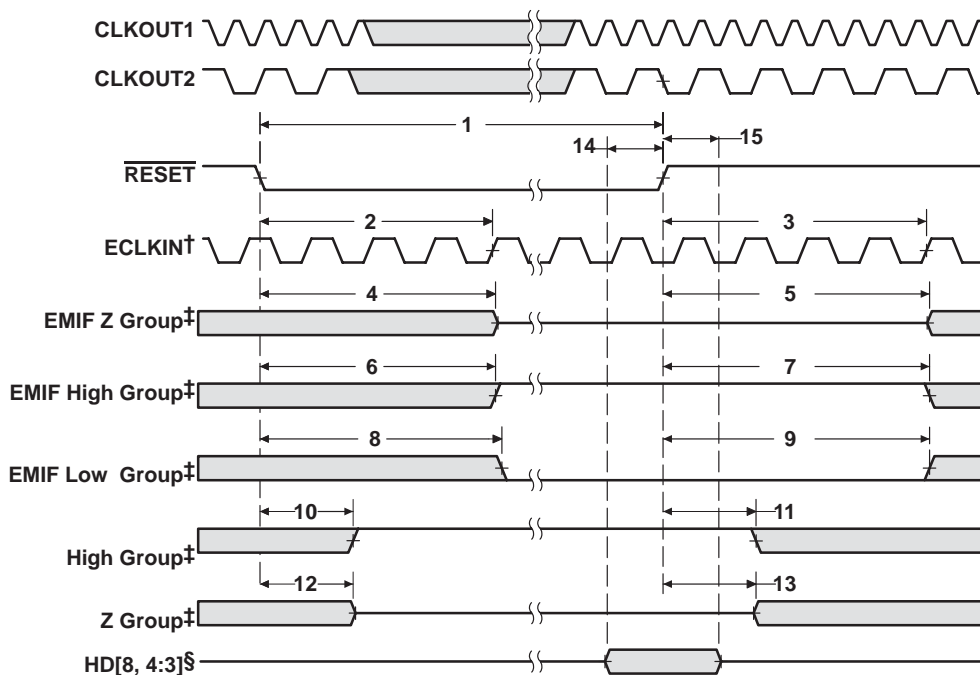 CLKOUT1
CLKOUT2
1
14
15
RESET
2
3
ECLKIN†
4
5
EMIF Z Group‡
6
7
EMIF High Group‡
8
9
EMIF Low Group‡
10
11
High Group‡
12
13
Z Group‡
HD[8, 4:3]§